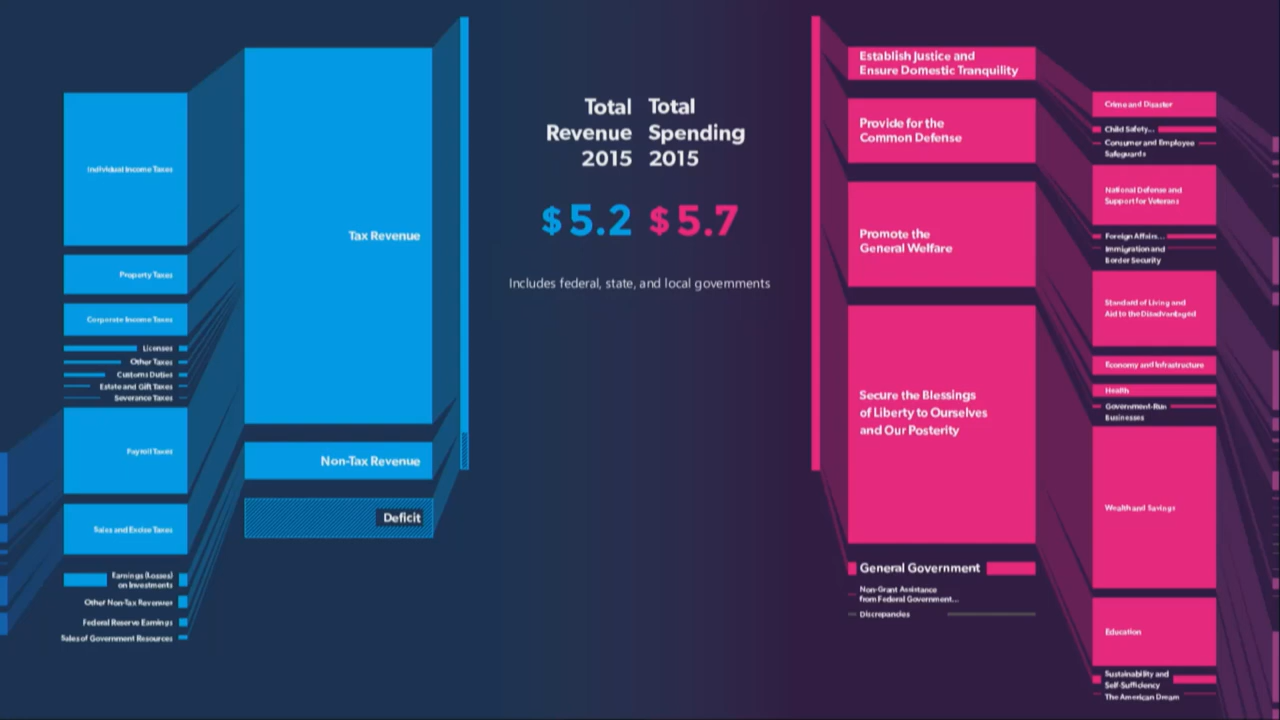 Individual Income Taxes
Property Taxes
Corporate Income Taxes
Licenses
Other Taxes
Customs Duties
Estate and Gift Taxes
Severance Taxes
Payroll Taxes
Sales and Excise Taxes
Earnings (Losses)
on Investments
Other Non-Tax Revenues
Federal Reserve Earnings
Sales of Government Resources
Tax Revenue
Non-Tax Revenue
Deficit
Total
Revenue
2015
$5.2
Total
Spending
2015
$5.7
Includes federal, state, and local governments
Establish Justice and
Ensure Domestic Tranquility
Provide for the
Common Defense
Promote the
General Welfare
Secure the Blessings
of Liberty to Ourselves
and Our Posterity
General Government
Non-Grant Assistance
from Federal Government...
Discrepancies
Crime and Disaster
Child Safety...
Consumer and Employee
Safeguards
National Defense and
Support for Veterans
Foreign Affairs...
Immigration and
Border Security
Standard of Living and
Aid to the Disadvantaged
Economy and Infrastructure
Health
Government-Run
Businesses
Wealth and Savings
Education
Sustainability and
Self-Sufficiency
The American Dream